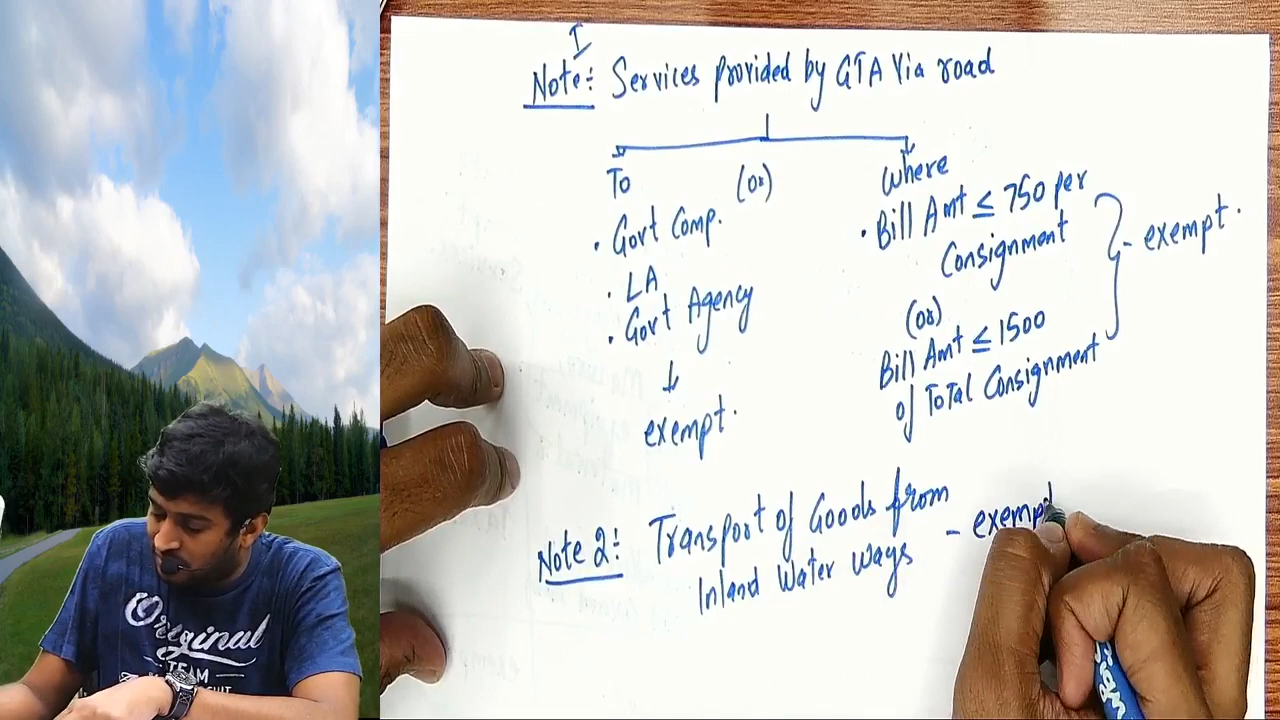 I
Note:- Services provided by GTA Via road
To
(Or)
Where
• Govt Comp.
• LA
• Govt Agency
↓
exempt.
• Bill Amt ≤ 750 per
Consignment
(or)
Bill Amt ≤ 1500
of Total Consignment
- exempt.
Note 2:- Transport of Goods from
Inland Water ways
- exempt
Original
TEAM